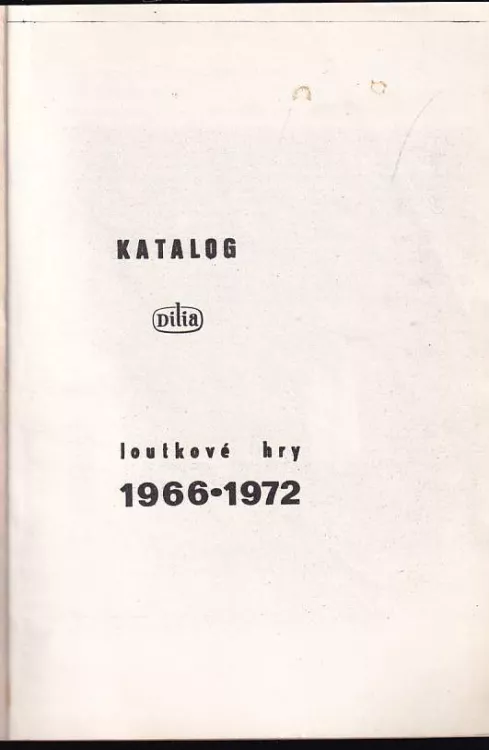 KATALOG
Dilia
loutkové hry
1966•1972